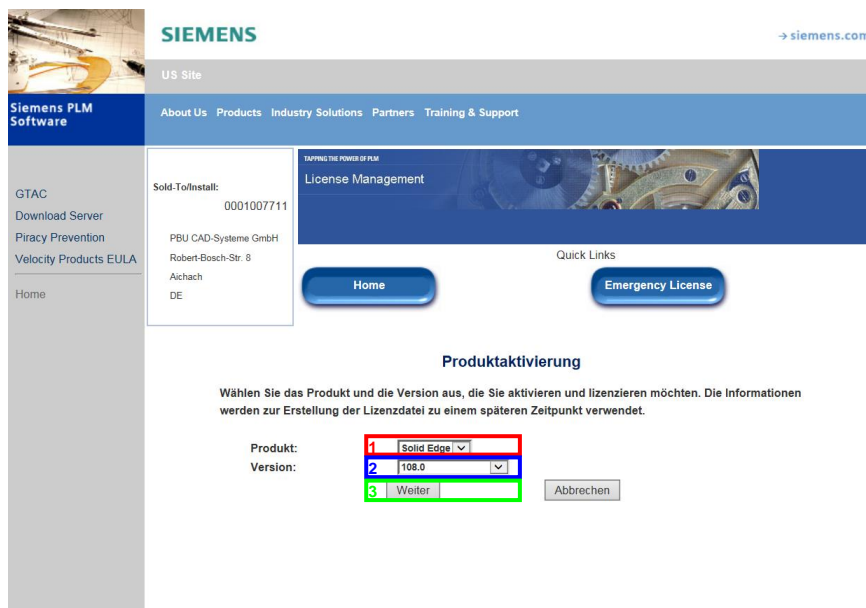 SIEMENS
→ siemens.com
US Site
Siemens PLM
Software
About Us Products Industry Solutions Partners Training & Support
GTAC
Download Server
Piracy Prevention
Velocity Products EULA
Home
Sold-To/Install:
0001007711
PBU CAD-Systeme GmbH
Robert-Bosch-Str. 8
Aichach
DE
TAPPING THE POWER OF PLM
License Management
Quick Links
Home
Emergency License
Produktaktivierung
Wählen Sie das Produkt und die Version aus, die Sie aktivieren und lizenzieren möchten. Die Informationen
werden zur Erstellung der Lizenzdatei zu einem späteren Zeitpunkt verwendet.
Produkt: 1 Solid Edge
Version: 2 108.0
3 Weiter Abbrechen